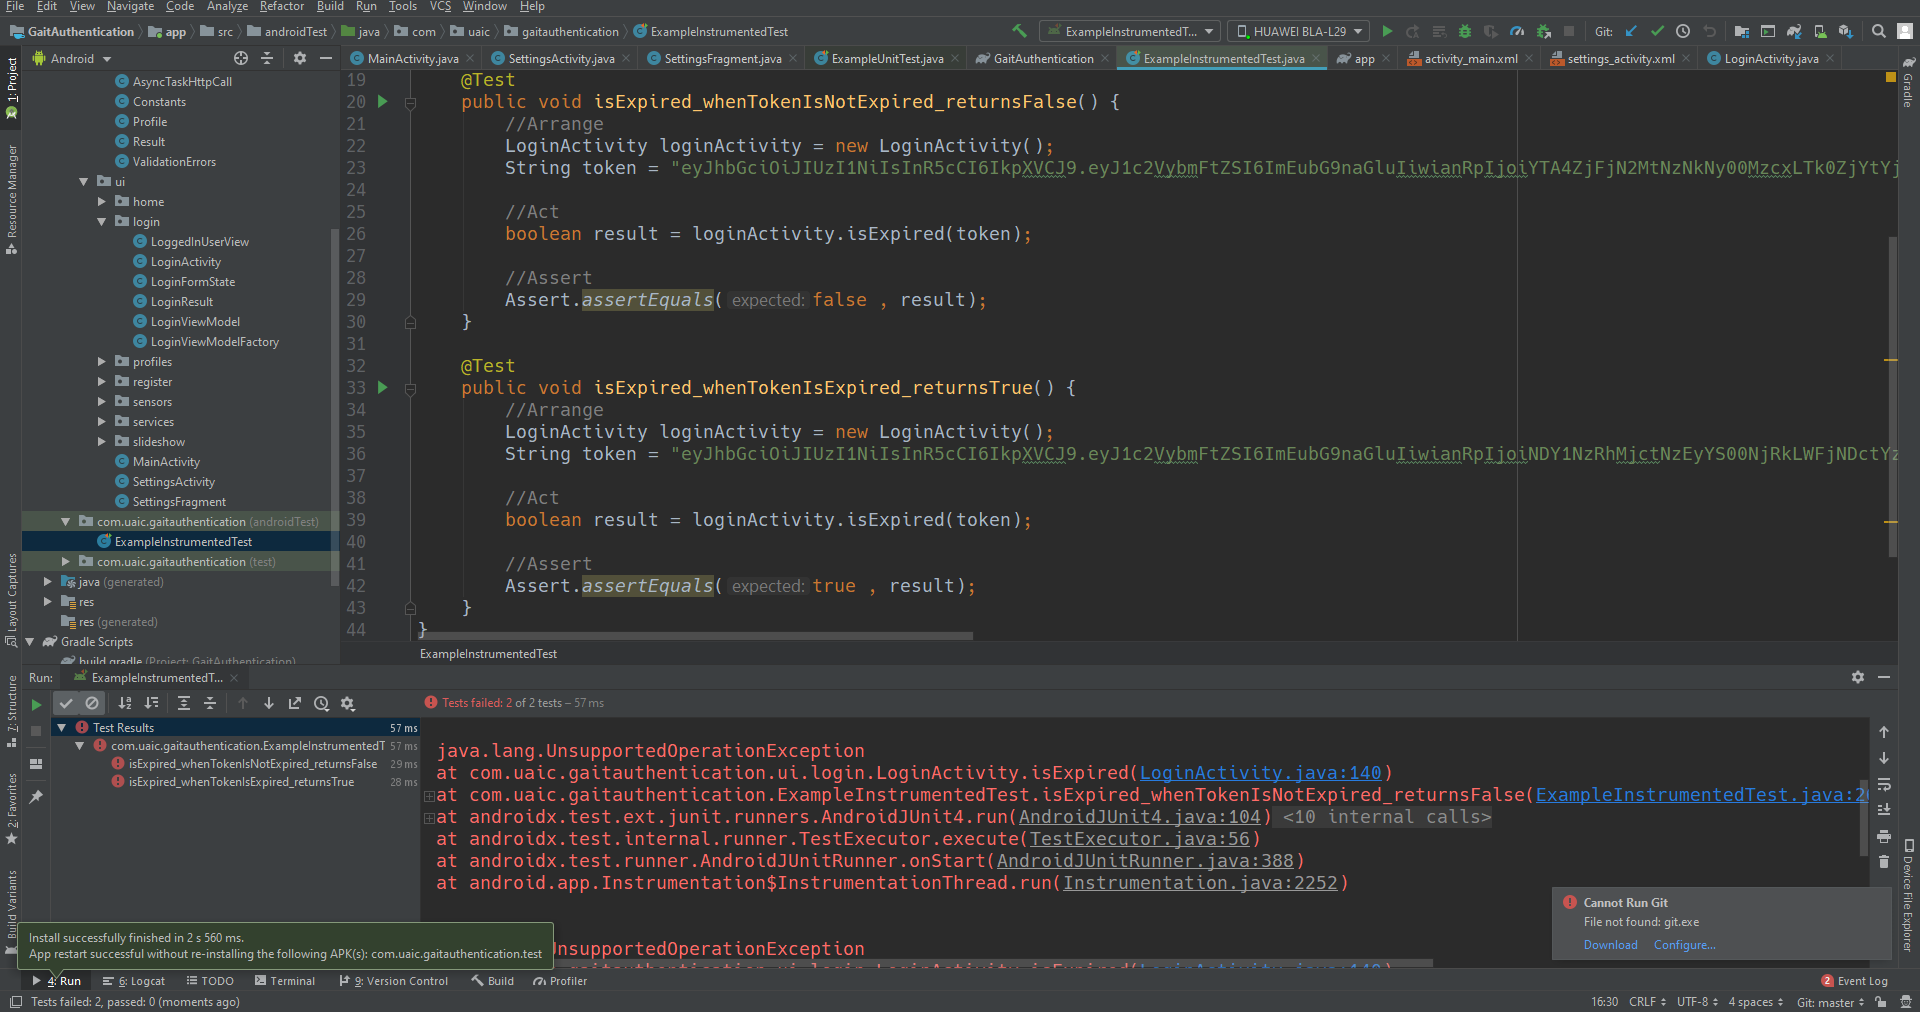 File Edit View Navigate Code Analyze Refactor Build Run Tools VCS Window Help
GaitAuthentication app src androidTest java com uaic gaitauthentication ExampleInstrumentedTest
ExampleInstrumentedT... HUAWEI BLA-L29 Git:
Android
MainActivity.java SettingsActivity.java SettingsFragment.java ExampleUnitTest.java GaitAuthentication ExampleInstrumentedTest.java app activity_main.xml settings_activity.xml LoginActivity.java
1: Project
Resource Manager
Layout Captures
7: Structure
2: Favorites
Build Variants
Gradle
Device File Explorer
AsyncTaskHttpCall
Constants
Profile
Result
ValidationErrors
ui
home
login
LoggedInUserView
LoginActivity
LoginFormState
LoginResult
LoginViewModel
LoginViewModelFactory
profiles
register
sensors
services
slideshow
MainActivity
SettingsActivity
SettingsFragment
com.uaic.gaitauthentication (androidTest)
ExampleInstrumentedTest
com.uaic.gaitauthentication (test)
java (generated)
res
res (generated)
Gradle Scripts
build.gradle (Project: GaitAuthentication)
19 @Test
20 public void isExpired_whenTokenIsNotExpired_returnsFalse() {
21 //Arrange
22 LoginActivity loginActivity = new LoginActivity();
23 String token = "eyJhbGciOiJIUzI1NiIsInR5cCI6IkpXVCJ9.eyJ1c2VybmFtZSI6ImEubG9naGluIiwianRpIjoiYTA4ZjFjN2MtNzNkNy00MzcxLTk0ZjYtYj
24
25 //Act
26 boolean result = loginActivity.isExpired(token);
27
28 //Assert
29 Assert.assertEquals( expected: false , result);
30 }
31
32 @Test
33 public void isExpired_whenTokenIsExpired_returnsTrue() {
34 //Arrange
35 LoginActivity loginActivity = new LoginActivity();
36 String token = "eyJhbGciOiJIUzI1NiIsInR5cCI6IkpXVCJ9.eyJ1c2VybmFtZSI6ImEubG9naGluIiwianRpIjoiNDY1NzRhMjctNzEyYS00NjRkLWFjNDctYz
37
38 //Act
39 boolean result = loginActivity.isExpired(token);
40
41 //Assert
42 Assert.assertEquals( expected: true , result);
43 }
44 }
ExampleInstrumentedTest
Run: ExampleInstrumentedT...
Tests failed: 2 of 2 tests – 57 ms
Test Results 57 ms
com.uaic.gaitauthentication.ExampleInstrumentedT 57 ms
isExpired_whenTokenIsNotExpired_returnsFalse 29 ms
isExpired_whenTokenIsExpired_returnsTrue 28 ms
java.lang.UnsupportedOperationException
at com.uaic.gaitauthentication.ui.login.LoginActivity.isExpired(LoginActivity.java:140)
at com.uaic.gaitauthentication.ExampleInstrumentedTest.isExpired_whenTokenIsNotExpired_returnsFalse(ExampleInstrumentedTest.java:26
at androidx.test.ext.junit.runners.AndroidJUnit4.run(AndroidJUnit4.java:104) <10 internal calls>
at androidx.test.internal.runner.TestExecutor.execute(TestExecutor.java:56)
at androidx.test.runner.AndroidJUnitRunner.onStart(AndroidJUnitRunner.java:388)
at android.app.Instrumentation$InstrumentationThread.run(Instrumentation.java:2252)
UnsupportedOperationException
Install successfully finished in 2 s 560 ms.
App restart successful without re-installing the following APK(s): com.uaic.gaitauthentication.test
Cannot Run Git
File not found: git.exe
Download Configure...
4: Run 6: Logcat TODO Terminal 9: Version Control Build Profiler 2 Event Log
Tests failed: 2, passed: 0 (moments ago) 16:30 CRLF UTF-8 4 spaces Git: master